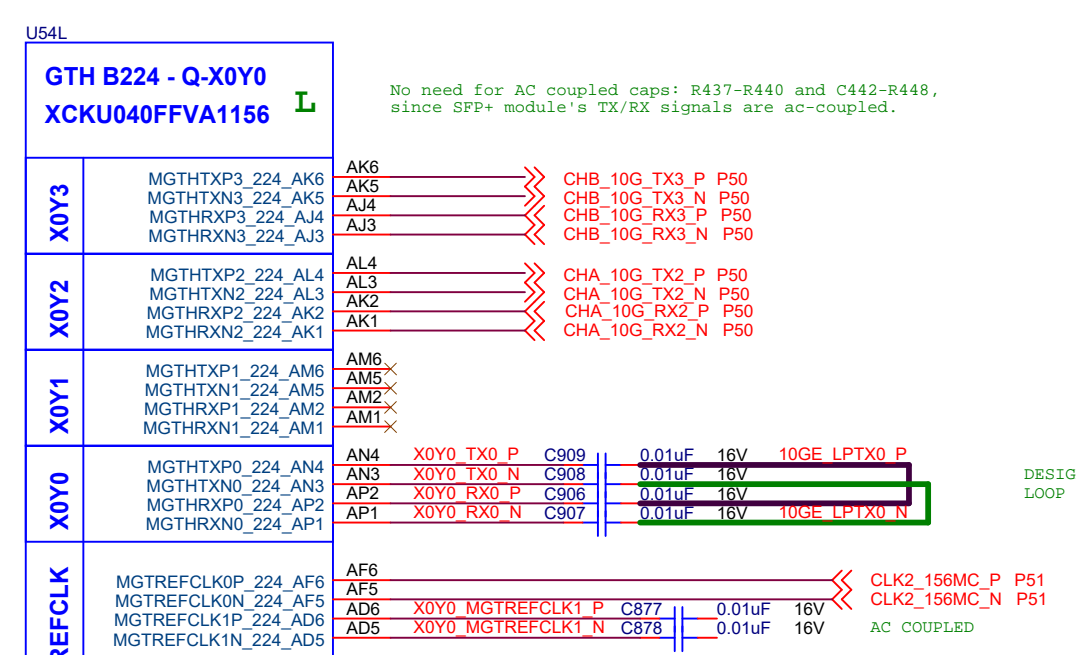 U54L
GTH B224 - Q-X0Y0
XCKU040FFVA1156
L
No need for AC coupled caps: R437-R440 and C442-R448,
since SFP+ module's TX/RX signals are ac-coupled.
X0Y3
MGTHTXP3_224_AK6 AK6 CHB_10G_TX3_P P50
MGTHTXN3_224_AK5 AK5 CHB_10G_TX3_N P50
MGTHRXP3_224_AJ4 AJ4 CHB_10G_RX3_P P50
MGTHRXN3_224_AJ3 AJ3 CHB_10G_RX3_N P50
X0Y2
MGTHTXP2_224_AL4 AL4 CHA_10G_TX2_P P50
MGTHTXN2_224_AL3 AL3 CHA_10G_TX2_N P50
MGTHRXP2_224_AK2 AK2 CHA_10G_RX2_P P50
MGTHRXN2_224_AK1 AK1 CHA_10G_RX2_N P50
X0Y1
MGTHTXP1_224_AM6 AM6
MGTHTXN1_224_AM5 AM5
MGTHRXP1_224_AM2 AM2
MGTHRXN1_224_AM1 AM1
X0Y0
MGTHTXP0_224_AN4 AN4 X0Y0_TX0_P C909 0.01uF 16V 10GE_LPTX0_P
MGTHTXN0_224_AN3 AN3 X0Y0_TX0_N C908 0.01uF 16V
MGTHRXP0_224_AP2 AP2 X0Y0_RX0_P C906 0.01uF 16V
MGTHRXN0_224_AP1 AP1 X0Y0_RX0_N C907 0.01uF 16V 10GE_LPTX0_N
DESIG
LOOP
REFCLK
MGTREFCLK0P_224_AF6 AF6 CLK2_156MC_P P51
MGTREFCLK0N_224_AF5 AF5 CLK2_156MC_N P51
MGTREFCLK1P_224_AD6 AD6 X0Y0_MGTREFCLK1_P C877 0.01uF 16V
MGTREFCLK1N_224_AD5 AD5 X0Y0_MGTREFCLK1_N C878 0.01uF 16V AC COUPLED